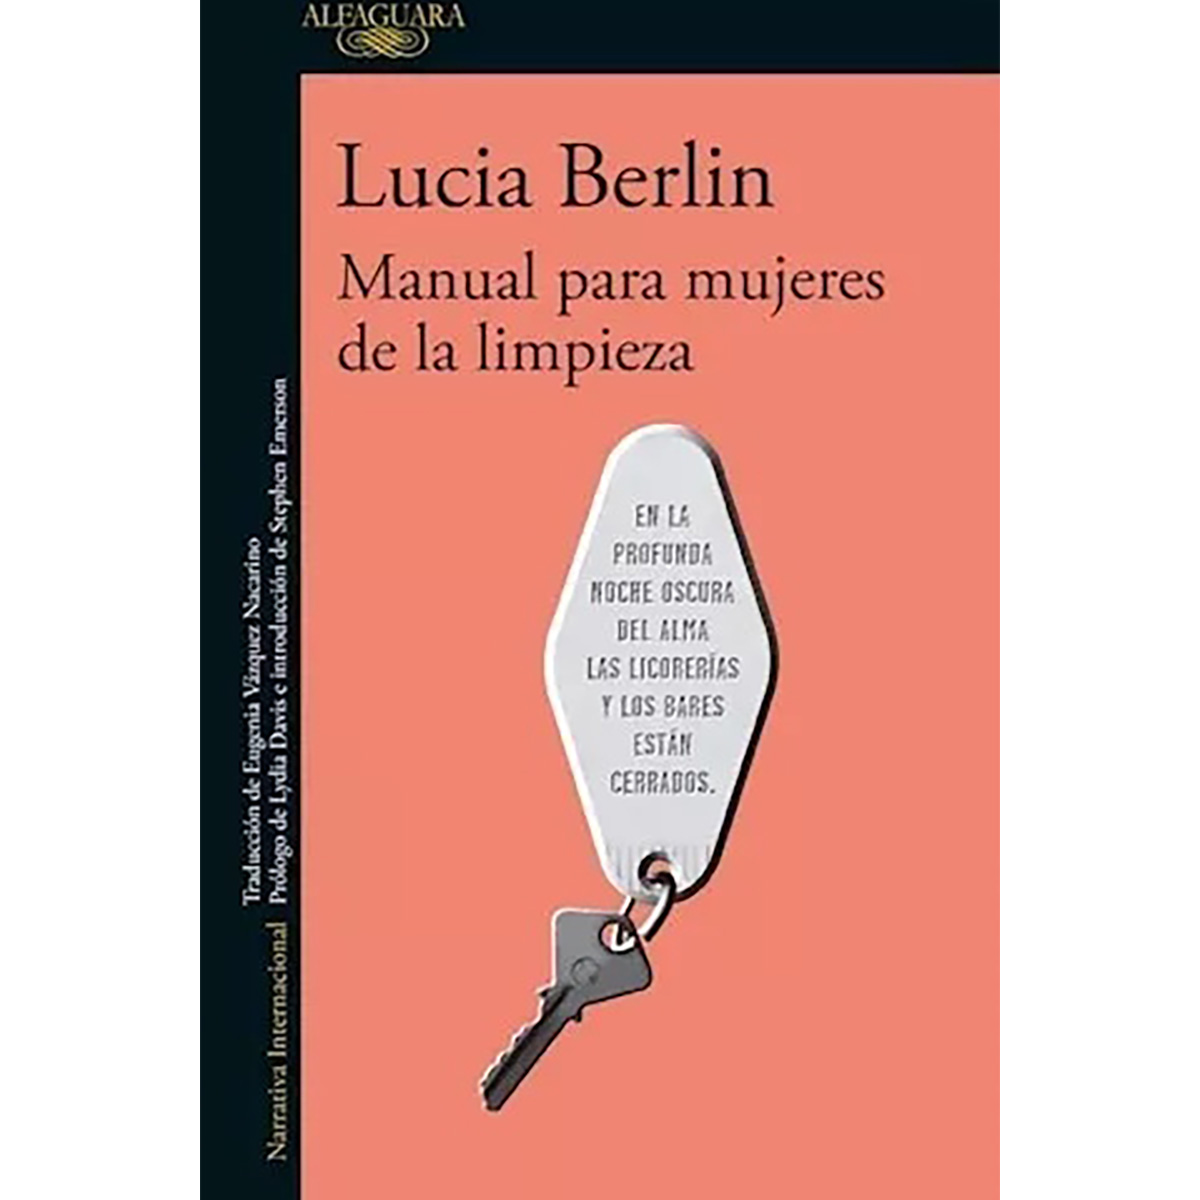 ALFAGUARA
Lucia Berlin
Manual para mujeres
de la limpieza
EN LA
PROFUNDA
NOCHE OSCURA
DEL ALMA
LAS LICORERÍAS
Y LOS BARES
ESTÁN
CERRADOS.
Traducción de Eugenia Vázquez Nacarino
Prólogo de Lydia Davis e introducción de Stephen Emerson
Narrativa Internacional